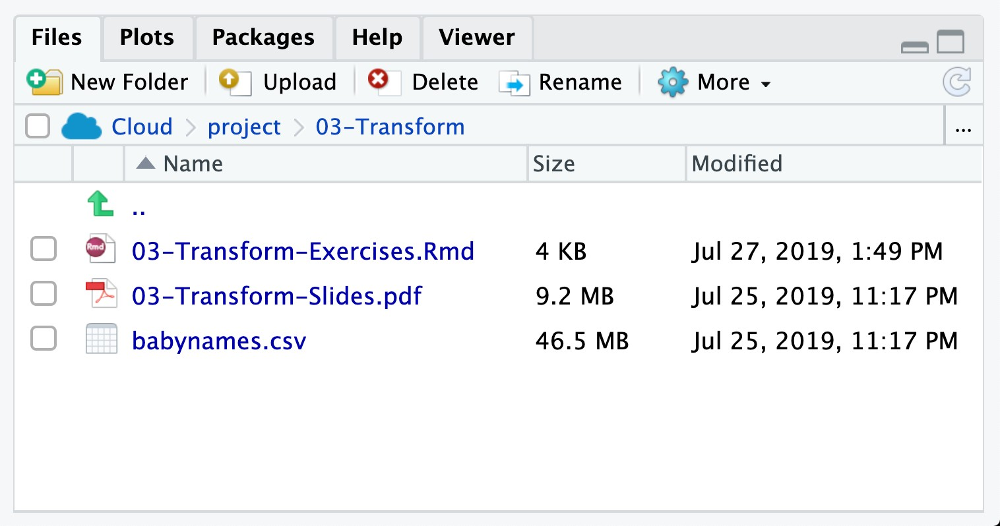 Files Plots Packages Help Viewer
New Folder Upload Delete Rename More
Cloud project 03-Transform ...
Name Size Modified
..
Rmd 03-Transform-Exercises.Rmd 4 KB Jul 27, 2019, 1:49 PM
03-Transform-Slides.pdf 9.2 MB Jul 25, 2019, 11:17 PM
babynames.csv 46.5 MB Jul 25, 2019, 11:17 PM